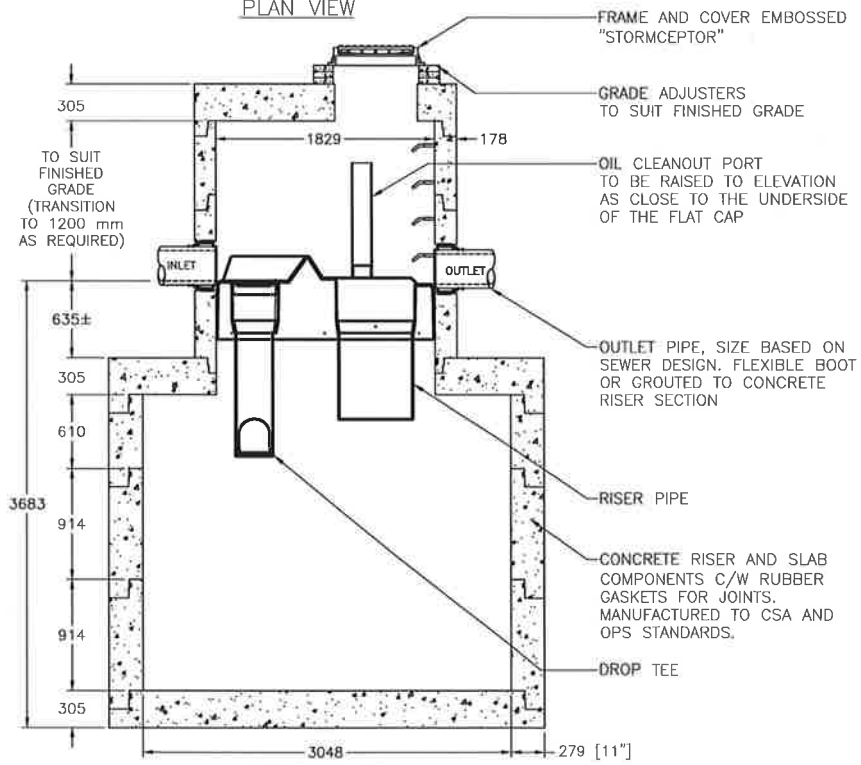 PLAN VIEW
FRAME AND COVER EMBOSSED
"STORMCEPTOR"
GRADE ADJUSTERS
TO SUIT FINISHED GRADE
305
1829
178
OIL CLEANOUT PORT
TO BE RAISED TO ELEVATION
AS CLOSE TO THE UNDERSIDE
OF THE FLAT CAP
TO SUIT
FINISHED
GRADE
(TRANSITION
TO 1200 mm
AS REQUIRED)
INLET
OUTLET
635±
OUTLET PIPE, SIZE BASED ON
SEWER DESIGN. FLEXIBLE BOOT
OR GROUTED TO CONCRETE
RISER SECTION
305
610
RISER PIPE
3683
914
CONCRETE RISER AND SLAB
COMPONENTS C/W RUBBER
GASKETS FOR JOINTS.
MANUFACTURED TO CSA AND
OPS STANDARDS.
914
DROP TEE
305
3048
279 [11"]